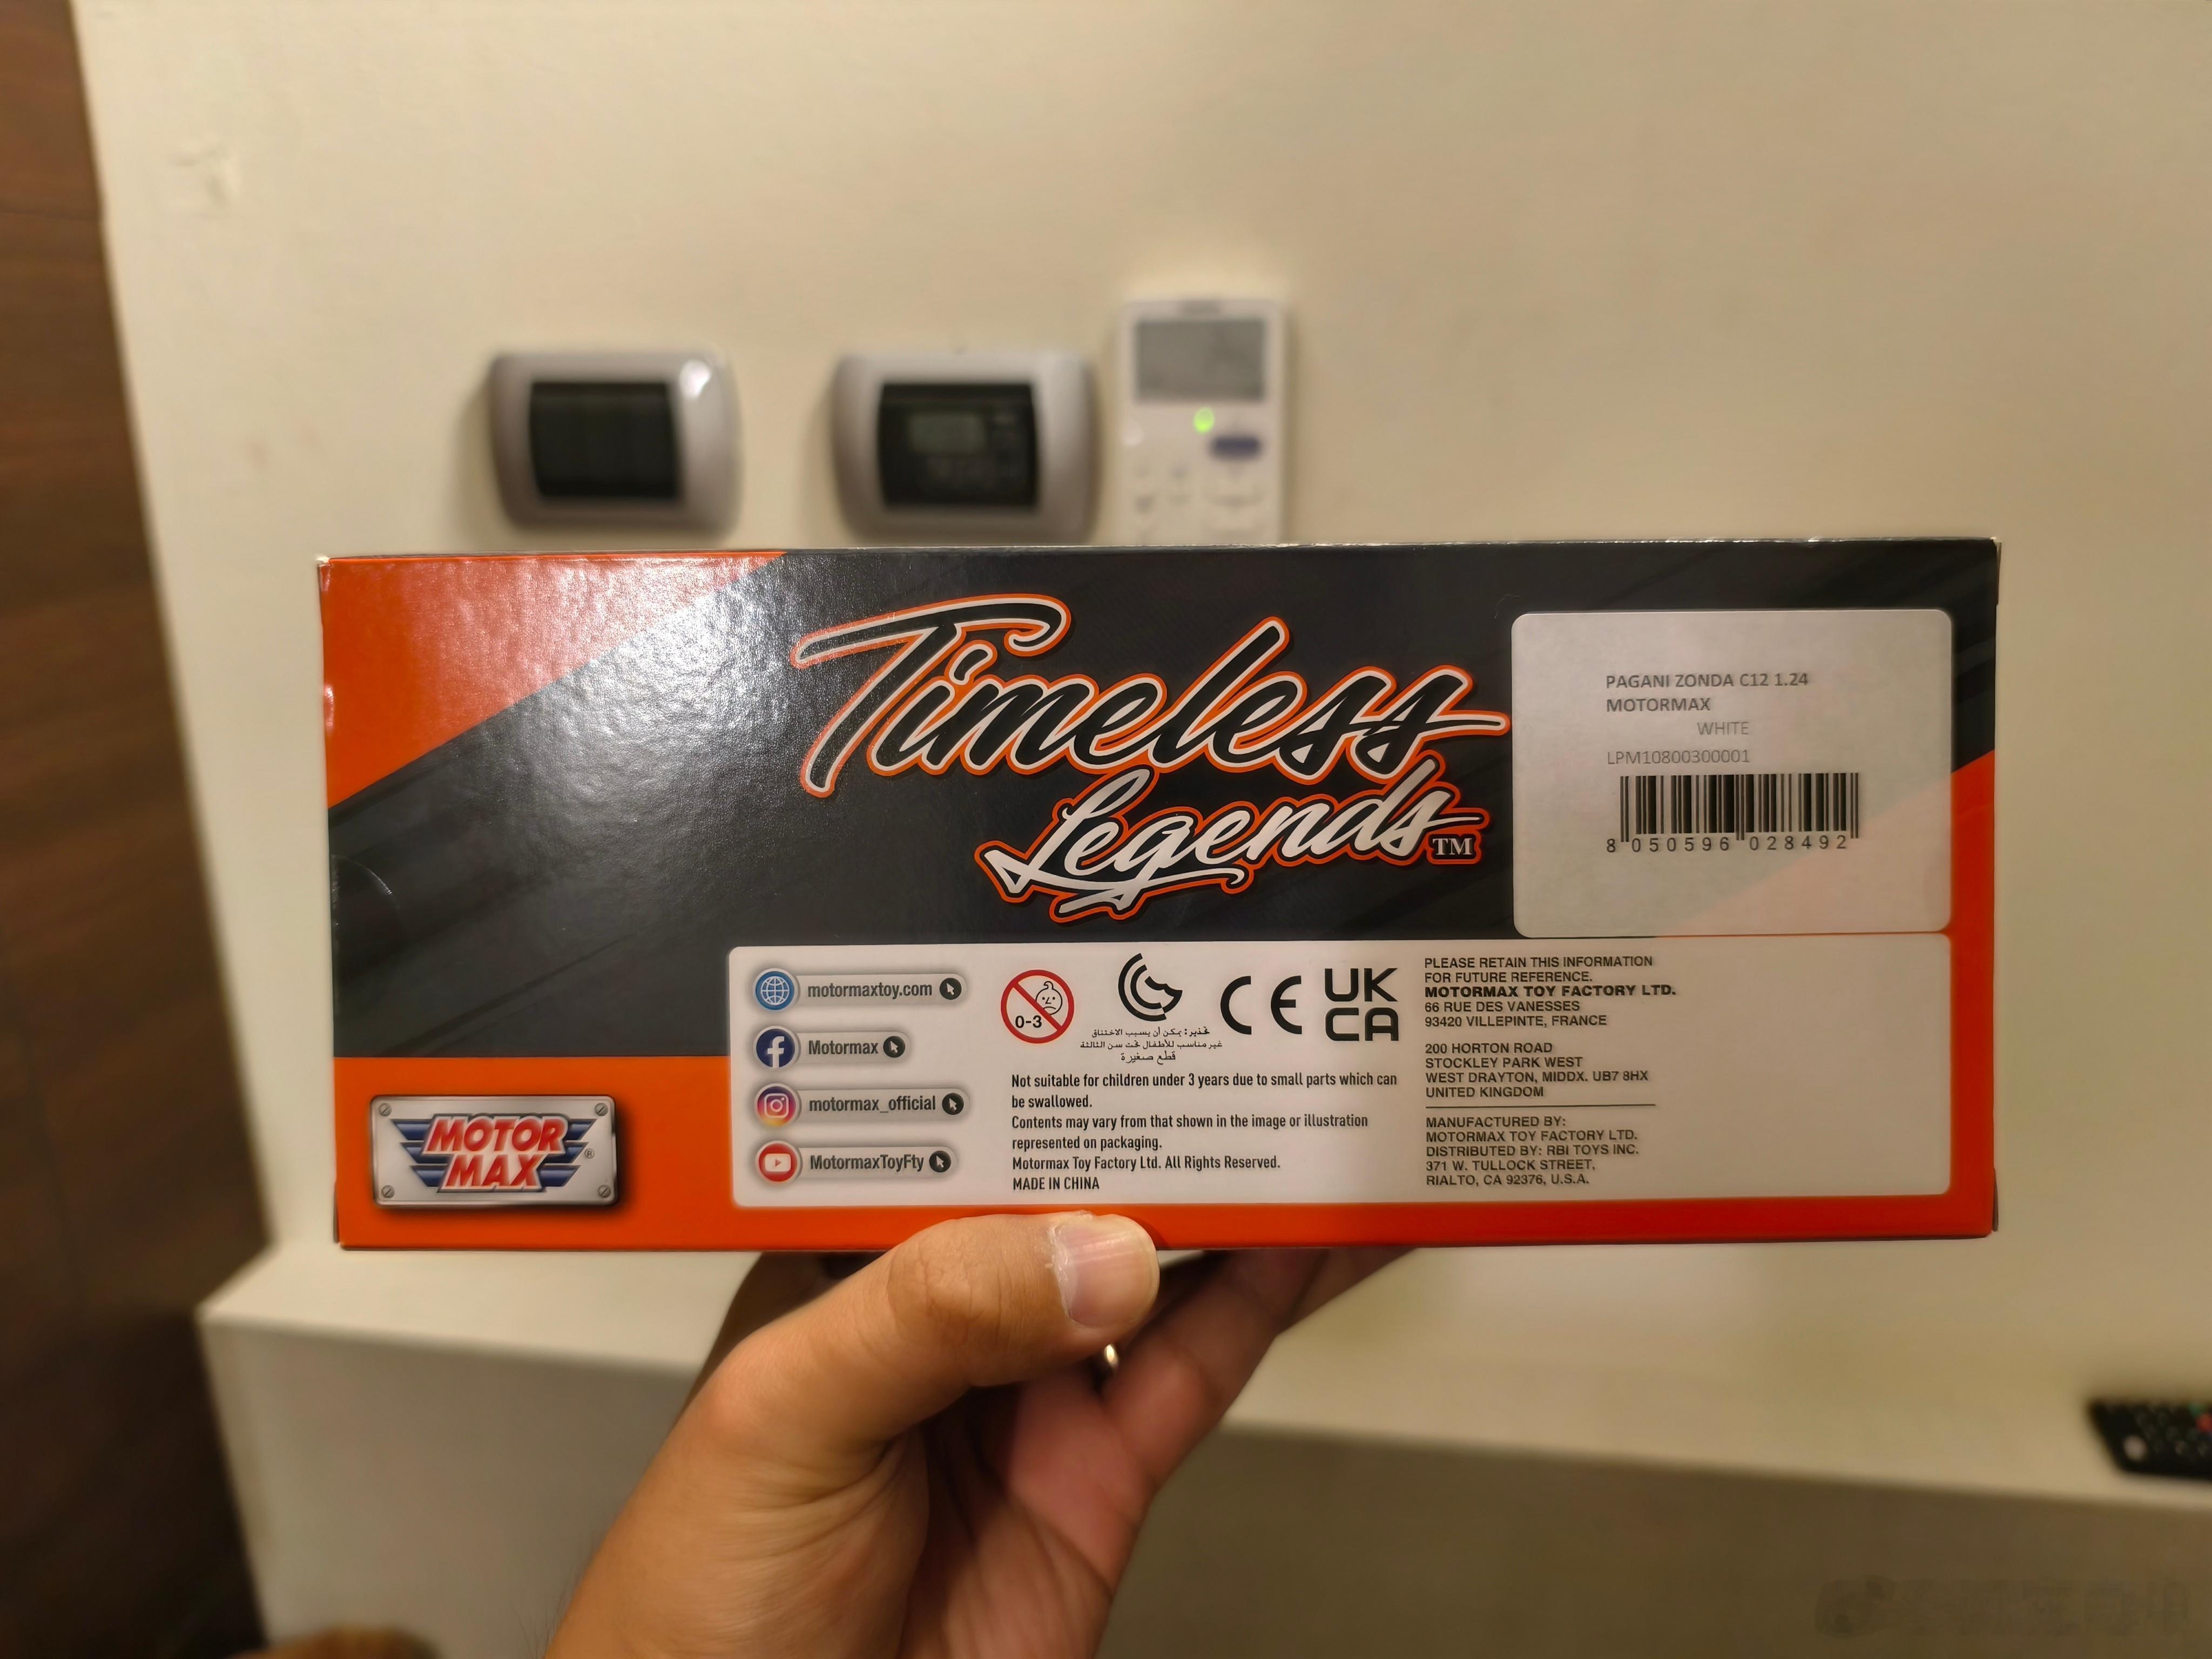 Timeless
Legends TM
PAGANI ZONDA C12 1.24
MOTORMAX
WHITE
LPM10800300001
8 050596 028492
MOTOR
MAX ®
motormaxtoy.com
Motormax
motormax_official
MotormaxToyFty
0-3
تحذير: يمكن أن يسبب الاختناق
غير مناسب للأطفال تحت سن الثالثة
قطع صغيرة
CE
UK
CA
Not suitable for children under 3 years due to small parts which can
be swallowed.
Contents may vary from that shown in the image or illustration
represented on packaging.
Motormax Toy Factory Ltd. All Rights Reserved.
MADE IN CHINA
PLEASE RETAIN THIS INFORMATION
FOR FUTURE REFERENCE.
MOTORMAX TOY FACTORY LTD.
66 RUE DES VANESSES
93420 VILLEPINTE, FRANCE
200 HORTON ROAD
STOCKLEY PARK WEST
WEST DRAYTON, MIDDX. UB7 8HX
UNITED KINGDOM
MANUFACTURED BY:
MOTORMAX TOY FACTORY LTD.
DISTRIBUTED BY: RBI TOYS INC.
371 W. TULLOCK STREET,
RIALTO, CA 92376, U.S.A.